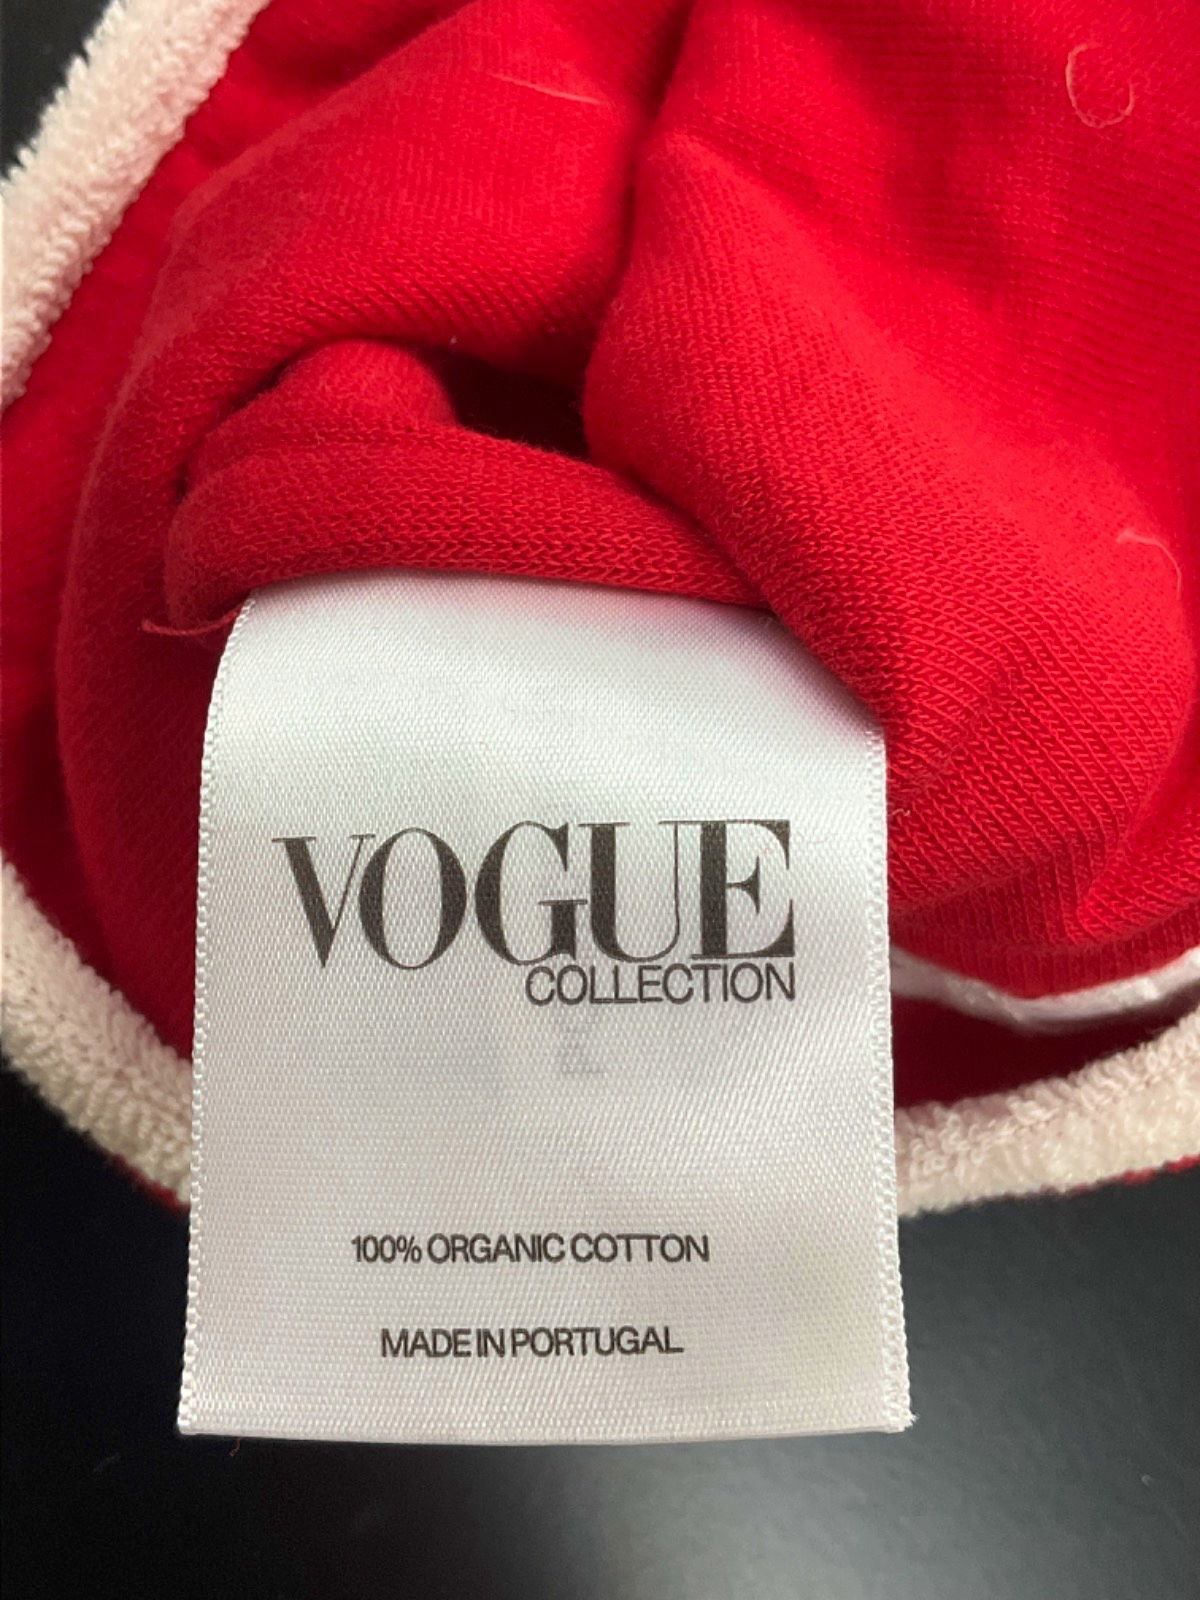 VOGUE
COLLECTION
100% ORGANIC COTTON
MADE IN PORTUGAL